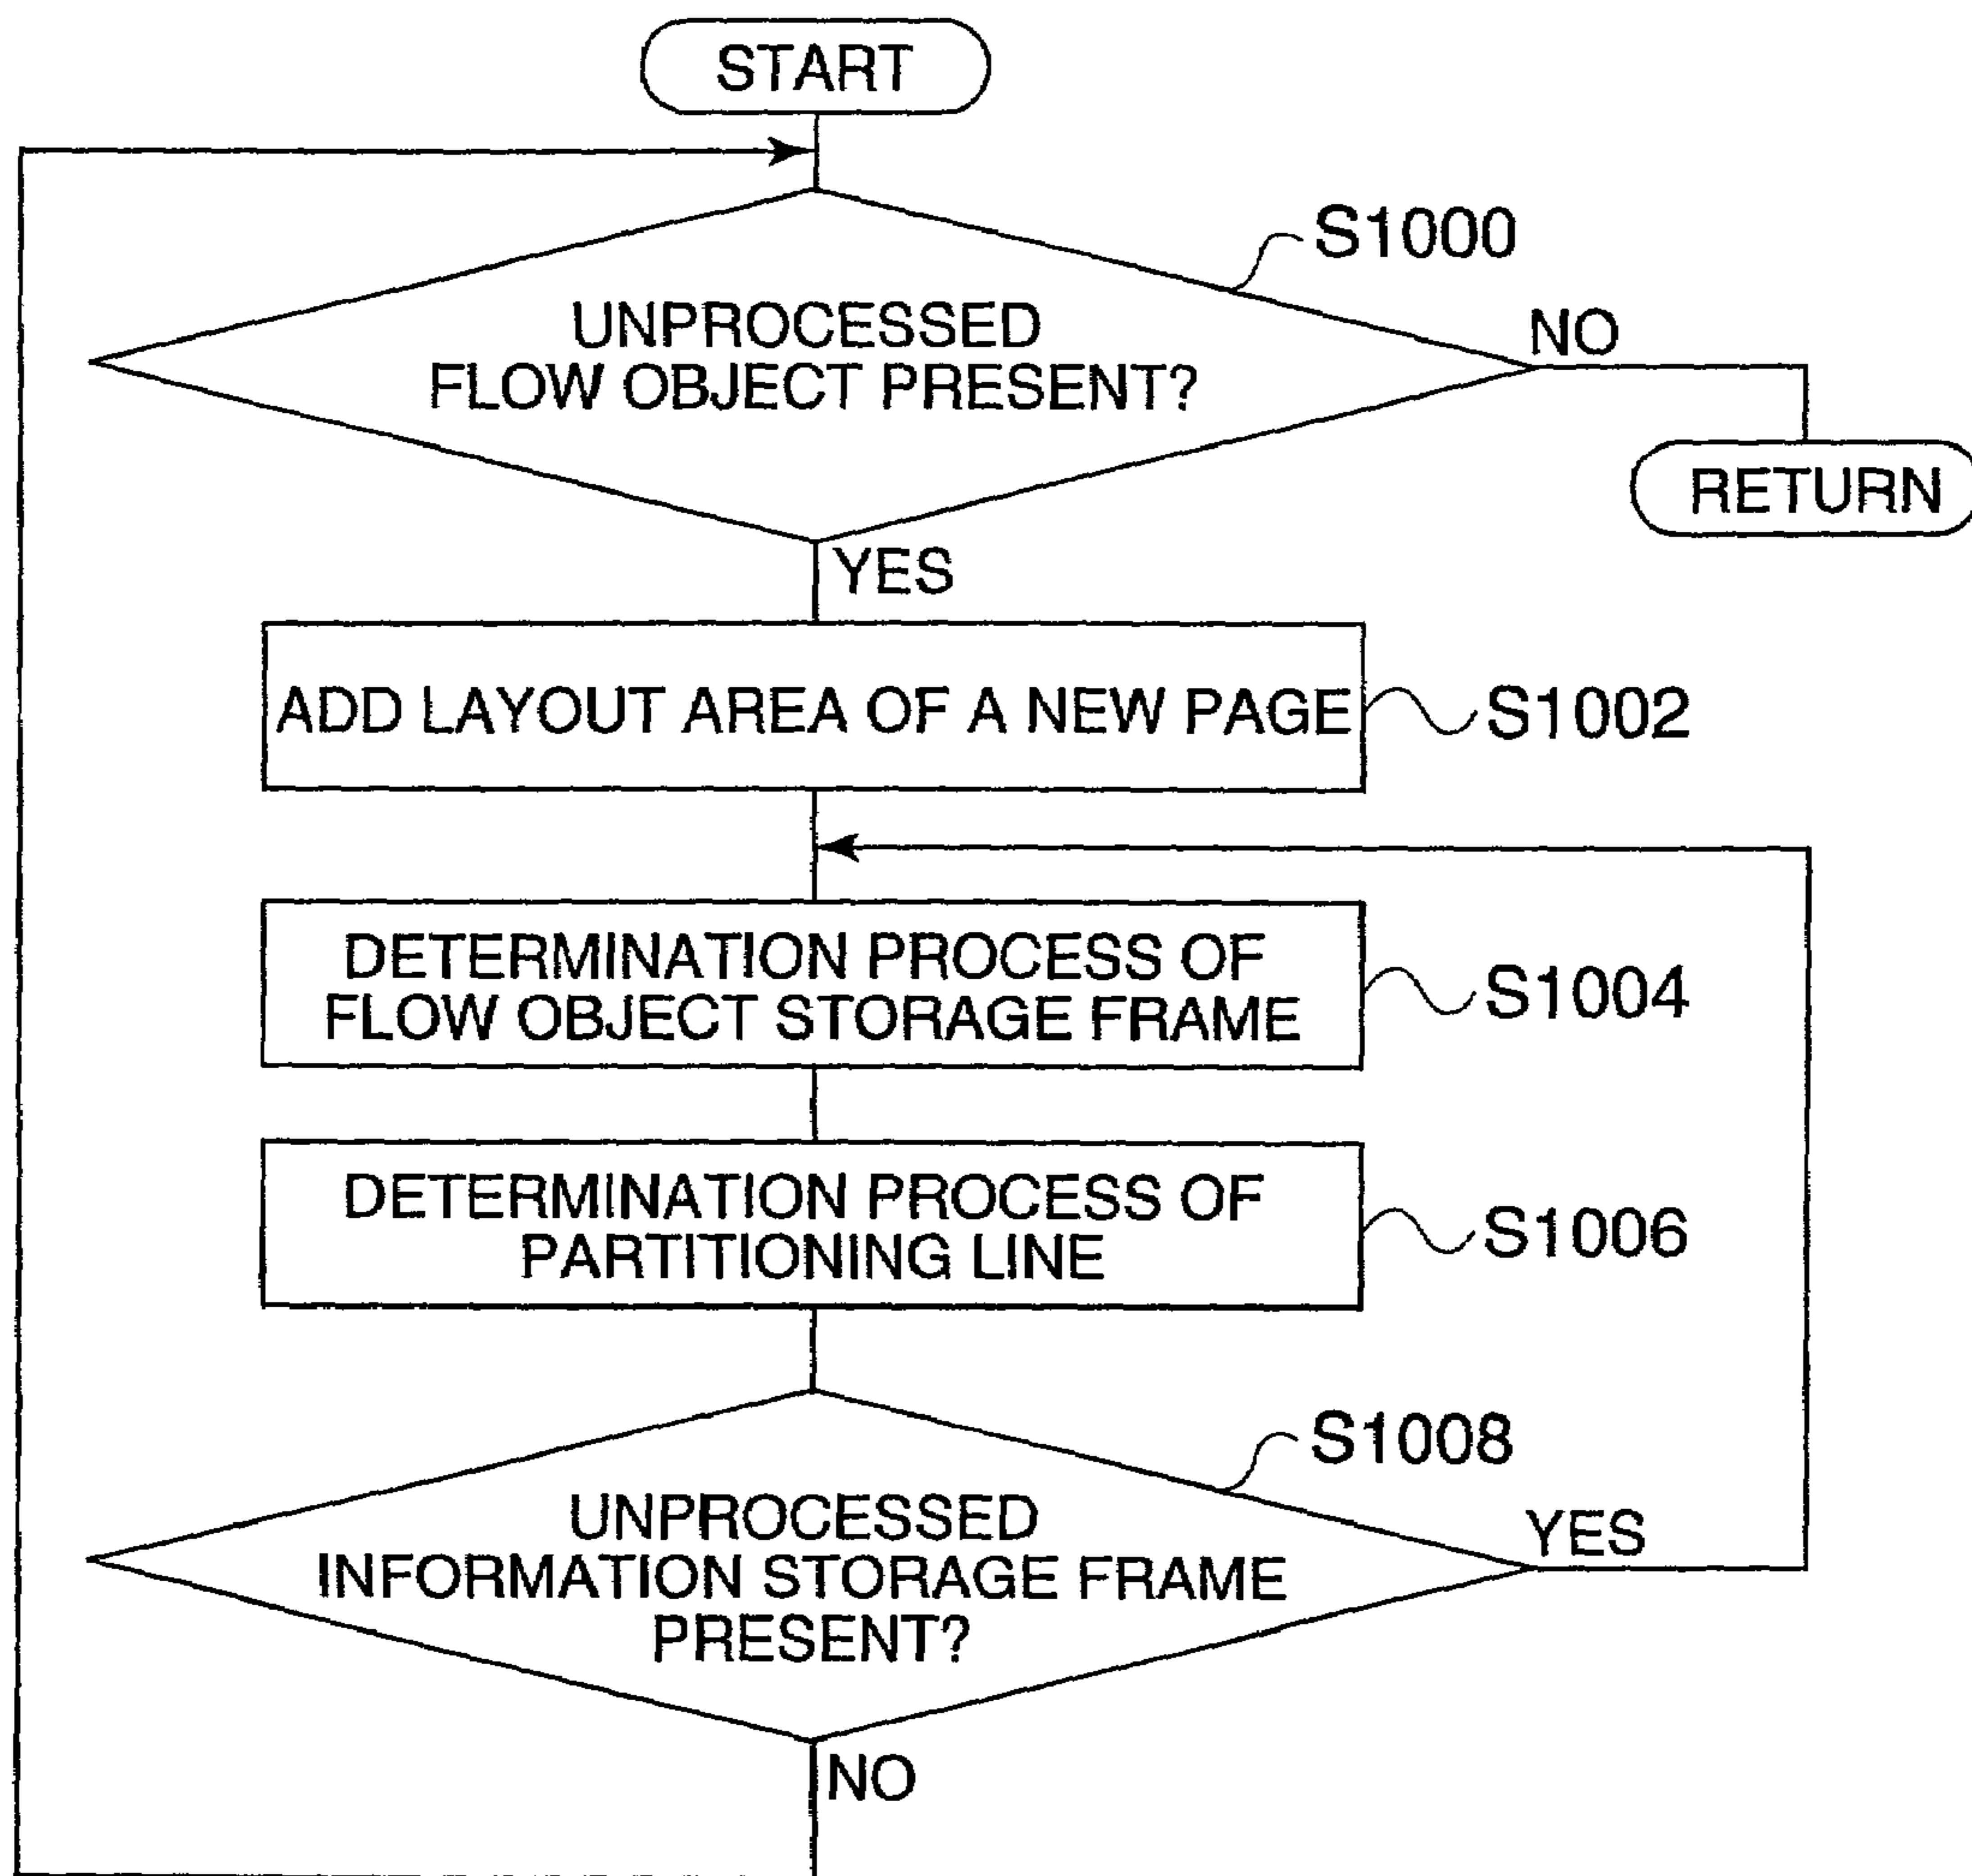 START
S1000
UNPROCESSED
FLOW OBJECT PRESENT?
NO
RETURN
YES
ADD LAYOUT AREA OF A NEW PAGE
S1002
DETERMINATION PROCESS OF
FLOW OBJECT STORAGE FRAME
S1004
DETERMINATION PROCESS OF
PARTITIONING LINE
S1006
S1008
UNPROCESSED
INFORMATION STORAGE FRAME
PRESENT?
YES
NO